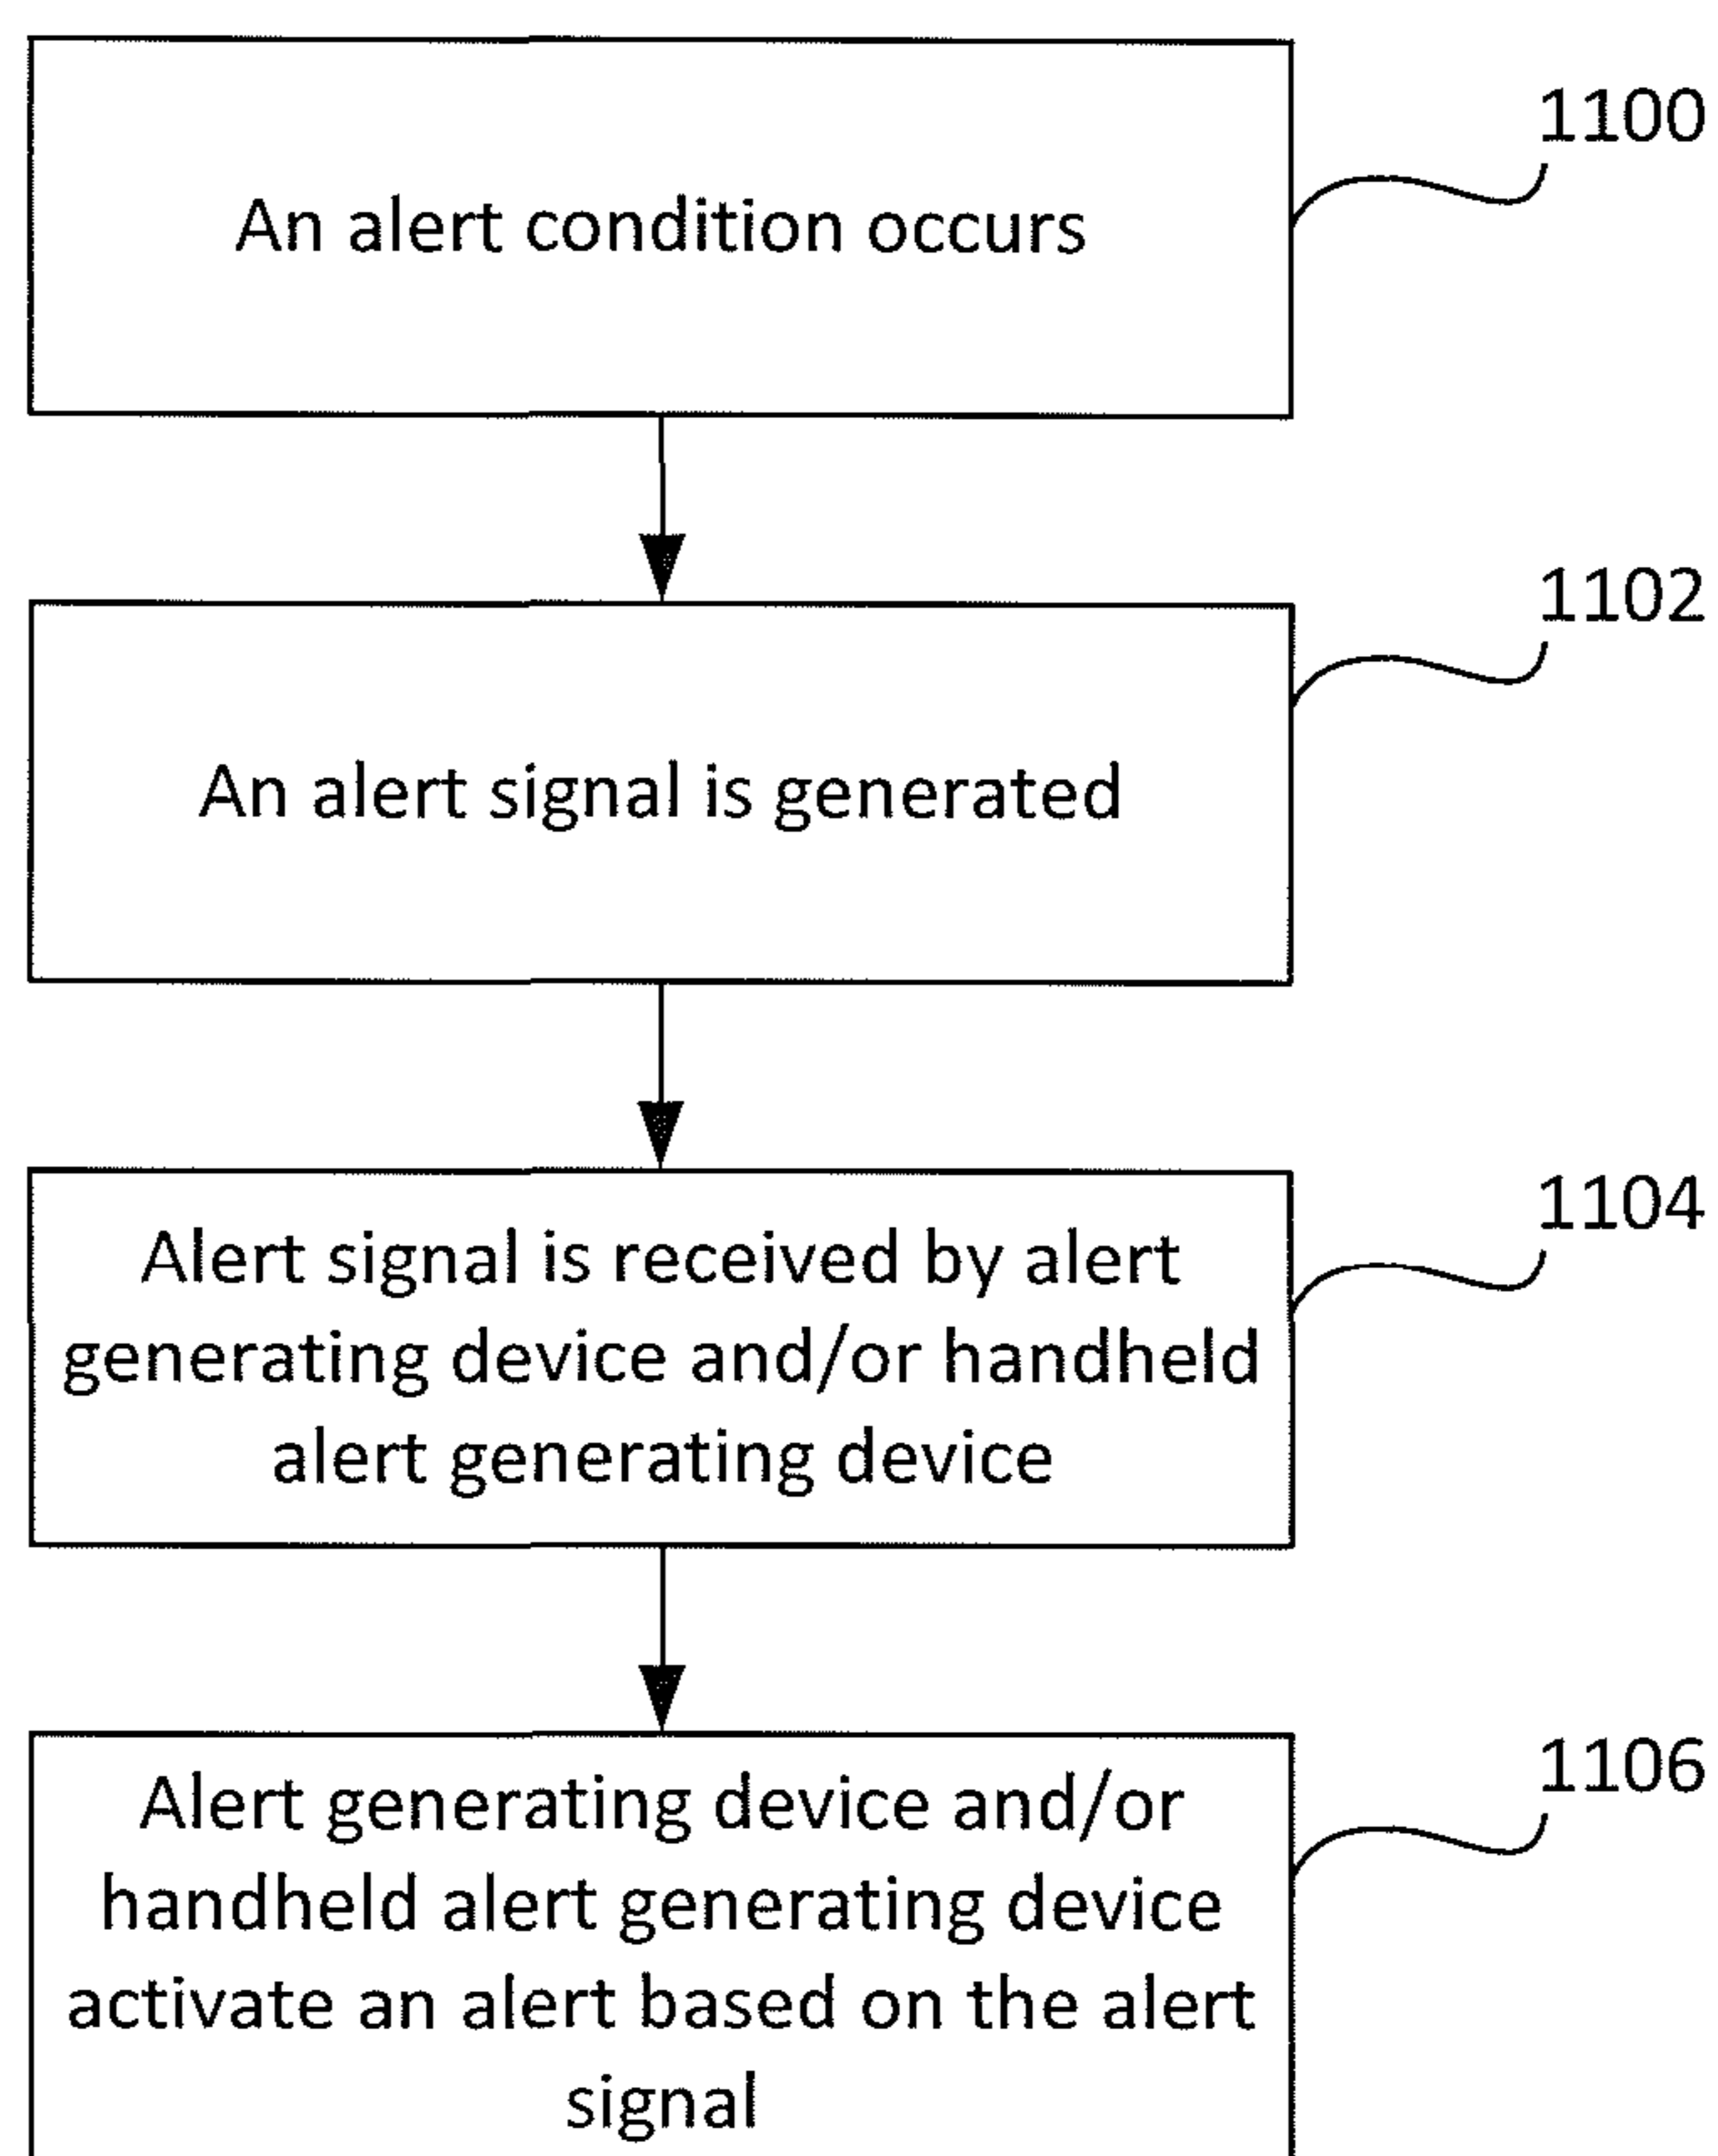 1100
An alert condition occurs
1102
An alert signal is generated
1104
Alert signal is received by alert
generating device and/or handheld
alert generating device
1106
Alert generating device and/or
handheld alert generating device
activate an alert based on the alert
signal